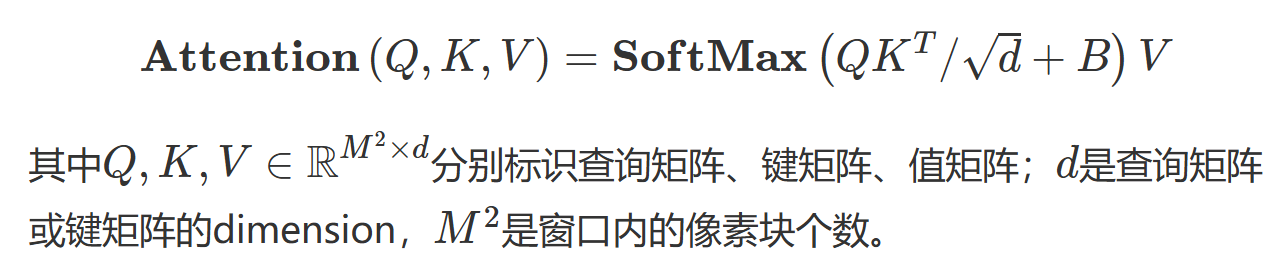 Attention (Q, K, V) = SoftMax (QKᵀ/√d + B) V
其中Q, K, V ∈ ℝ^{M²×d}分别标识查询矩阵、键矩阵、值矩阵；d是查询矩阵
或键矩阵的dimension，M²是窗口内的像素块个数。